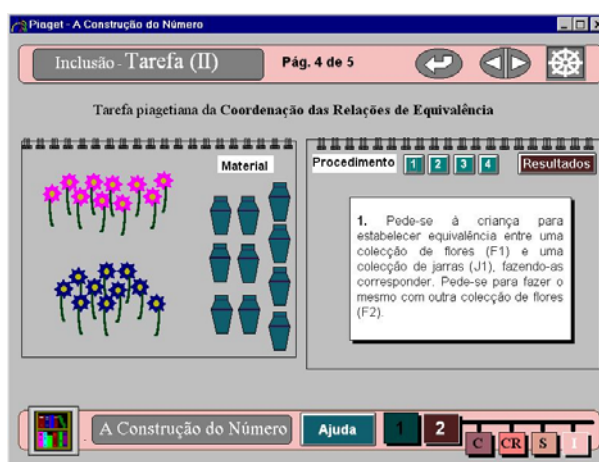 Piaget - A Construção do Número
Inclusão - Tarefa (II)
Pág. 4 de 5
Tarefa piagetiana da Coordenação das Relações de Equivalência
Material
Procedimento 1 2 3 4 Resultados
1. Pede-se à criança para
estabelecer equivalência entre uma
colecção de flores (F1) e uma
colecção de jarras (J1), fazendo-as
corresponder. Pede-se para fazer o
mesmo com outra colecção de flores
(F2).
A Construção do Número
Ajuda
1 2
C CR S I